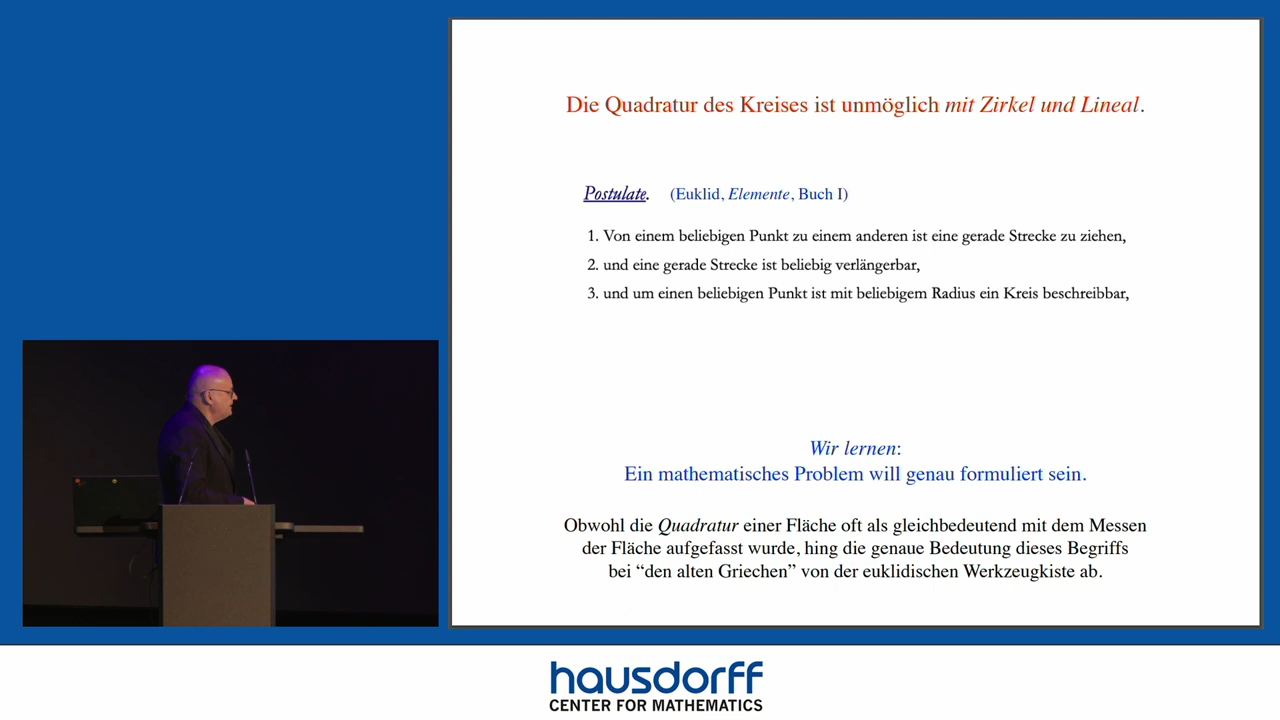 Die Quadratur des Kreises ist unmöglich mit Zirkel und Lineal.
Postulate. (Euklid, Elemente, Buch I)
1. Von einem beliebigen Punkt zu einem anderen ist eine gerade Strecke zu ziehen,
2. und eine gerade Strecke ist beliebig verlängerbar,
3. und um einen beliebigen Punkt ist mit beliebigem Radius ein Kreis beschreibbar,
Wir lernen:
Ein mathematisches Problem will genau formuliert sein.
Obwohl die Quadratur einer Fläche oft als gleichbedeutend mit dem Messen
der Fläche aufgefasst wurde, hing die genaue Bedeutung dieses Begriffs
bei “den alten Griechen” von der euklidischen Werkzeugkiste ab.
hausdorff
CENTER FOR MATHEMATICS